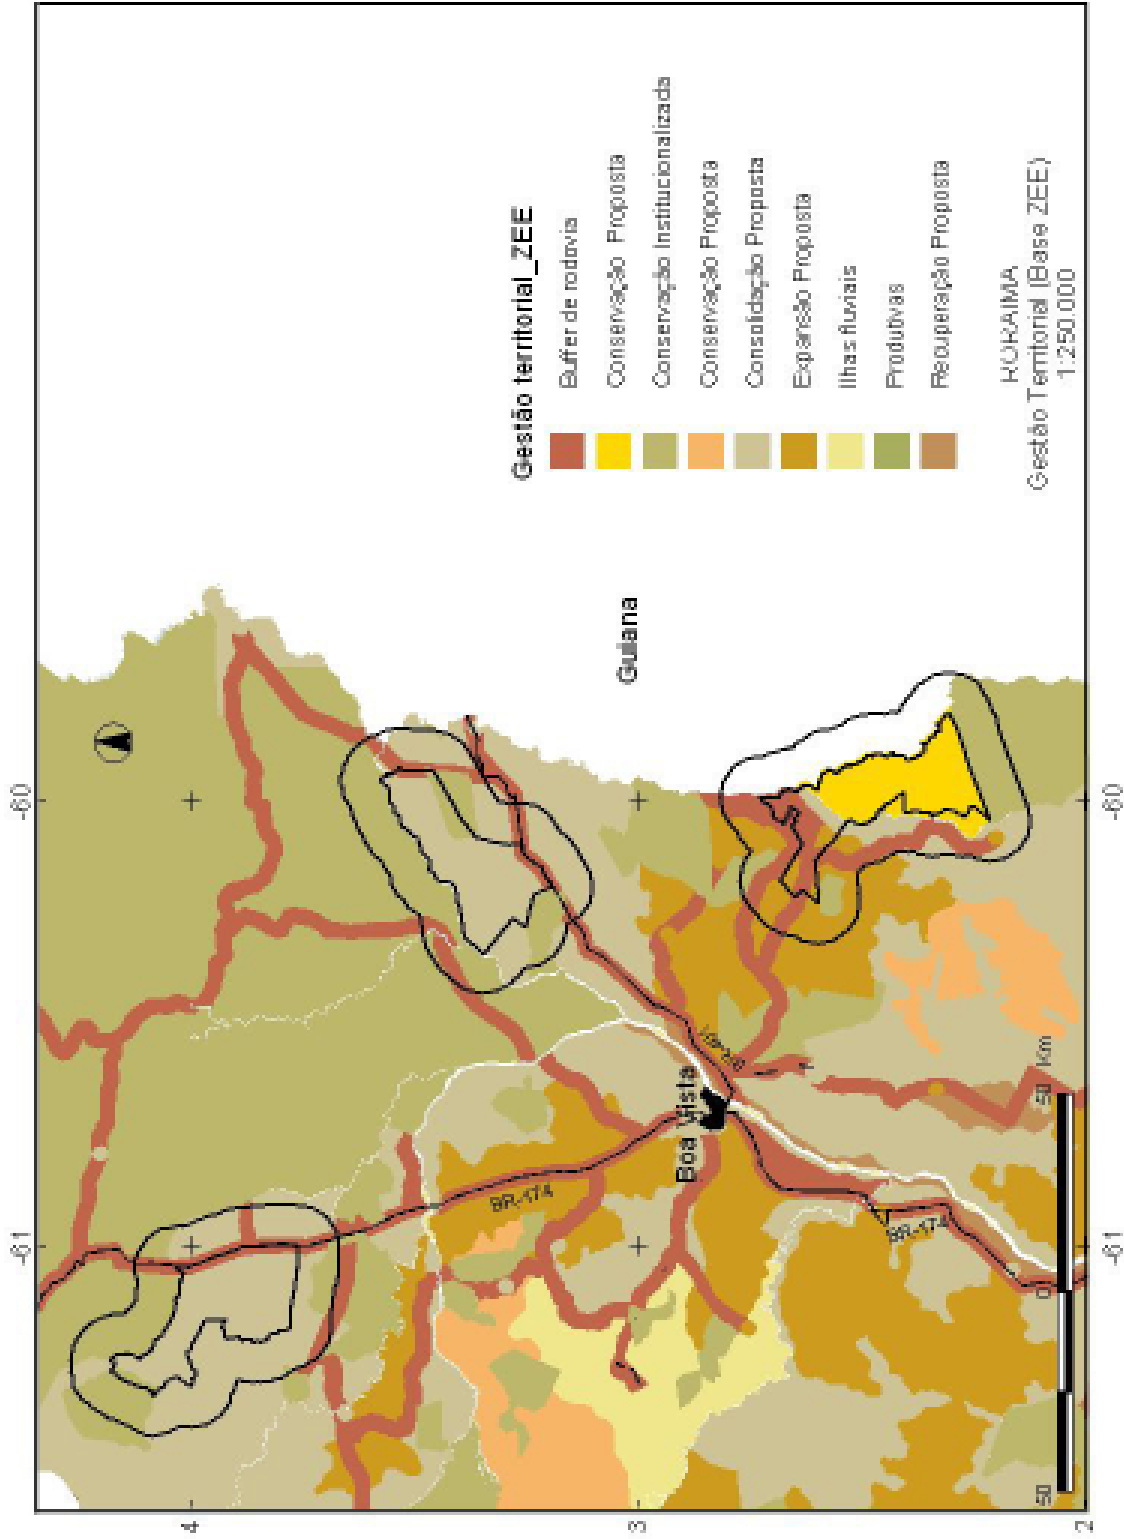 Gestão territorial_ZEE
Buffer de rodovia
Conservação Proposta
Conservação Institucionalizada
Conservação Proposta
Consolidação Proposta
Expansão Proposta
Ilhas fluviais
Produtivas
Recuperação Proposta
RORAIMA
Gestão Territorial (Base ZEE)
1:250.000
Guiana
Boa Vista
BR-174
BR-174
50
0
50 Km
-61
-60
-61
-60
4
3
2